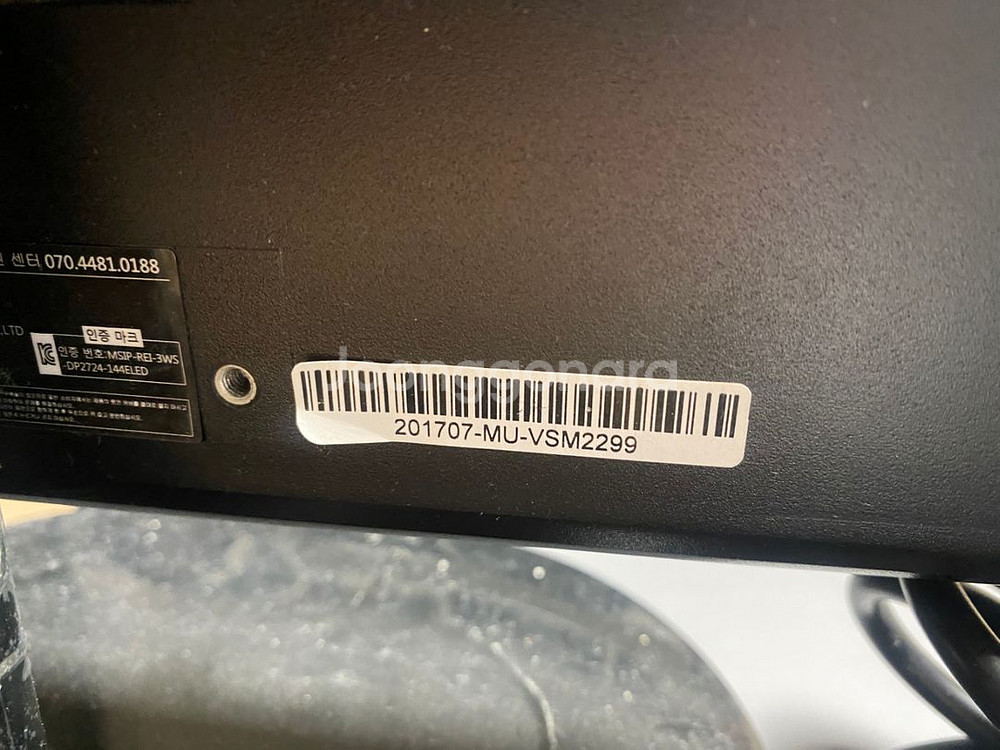 센터 070.4481.0188
.,LTD
인증 마크
인증 번호:MSIP-REI-3WS
-DP2724-144ELED
Joonggonara
201707-MU-VSM2299